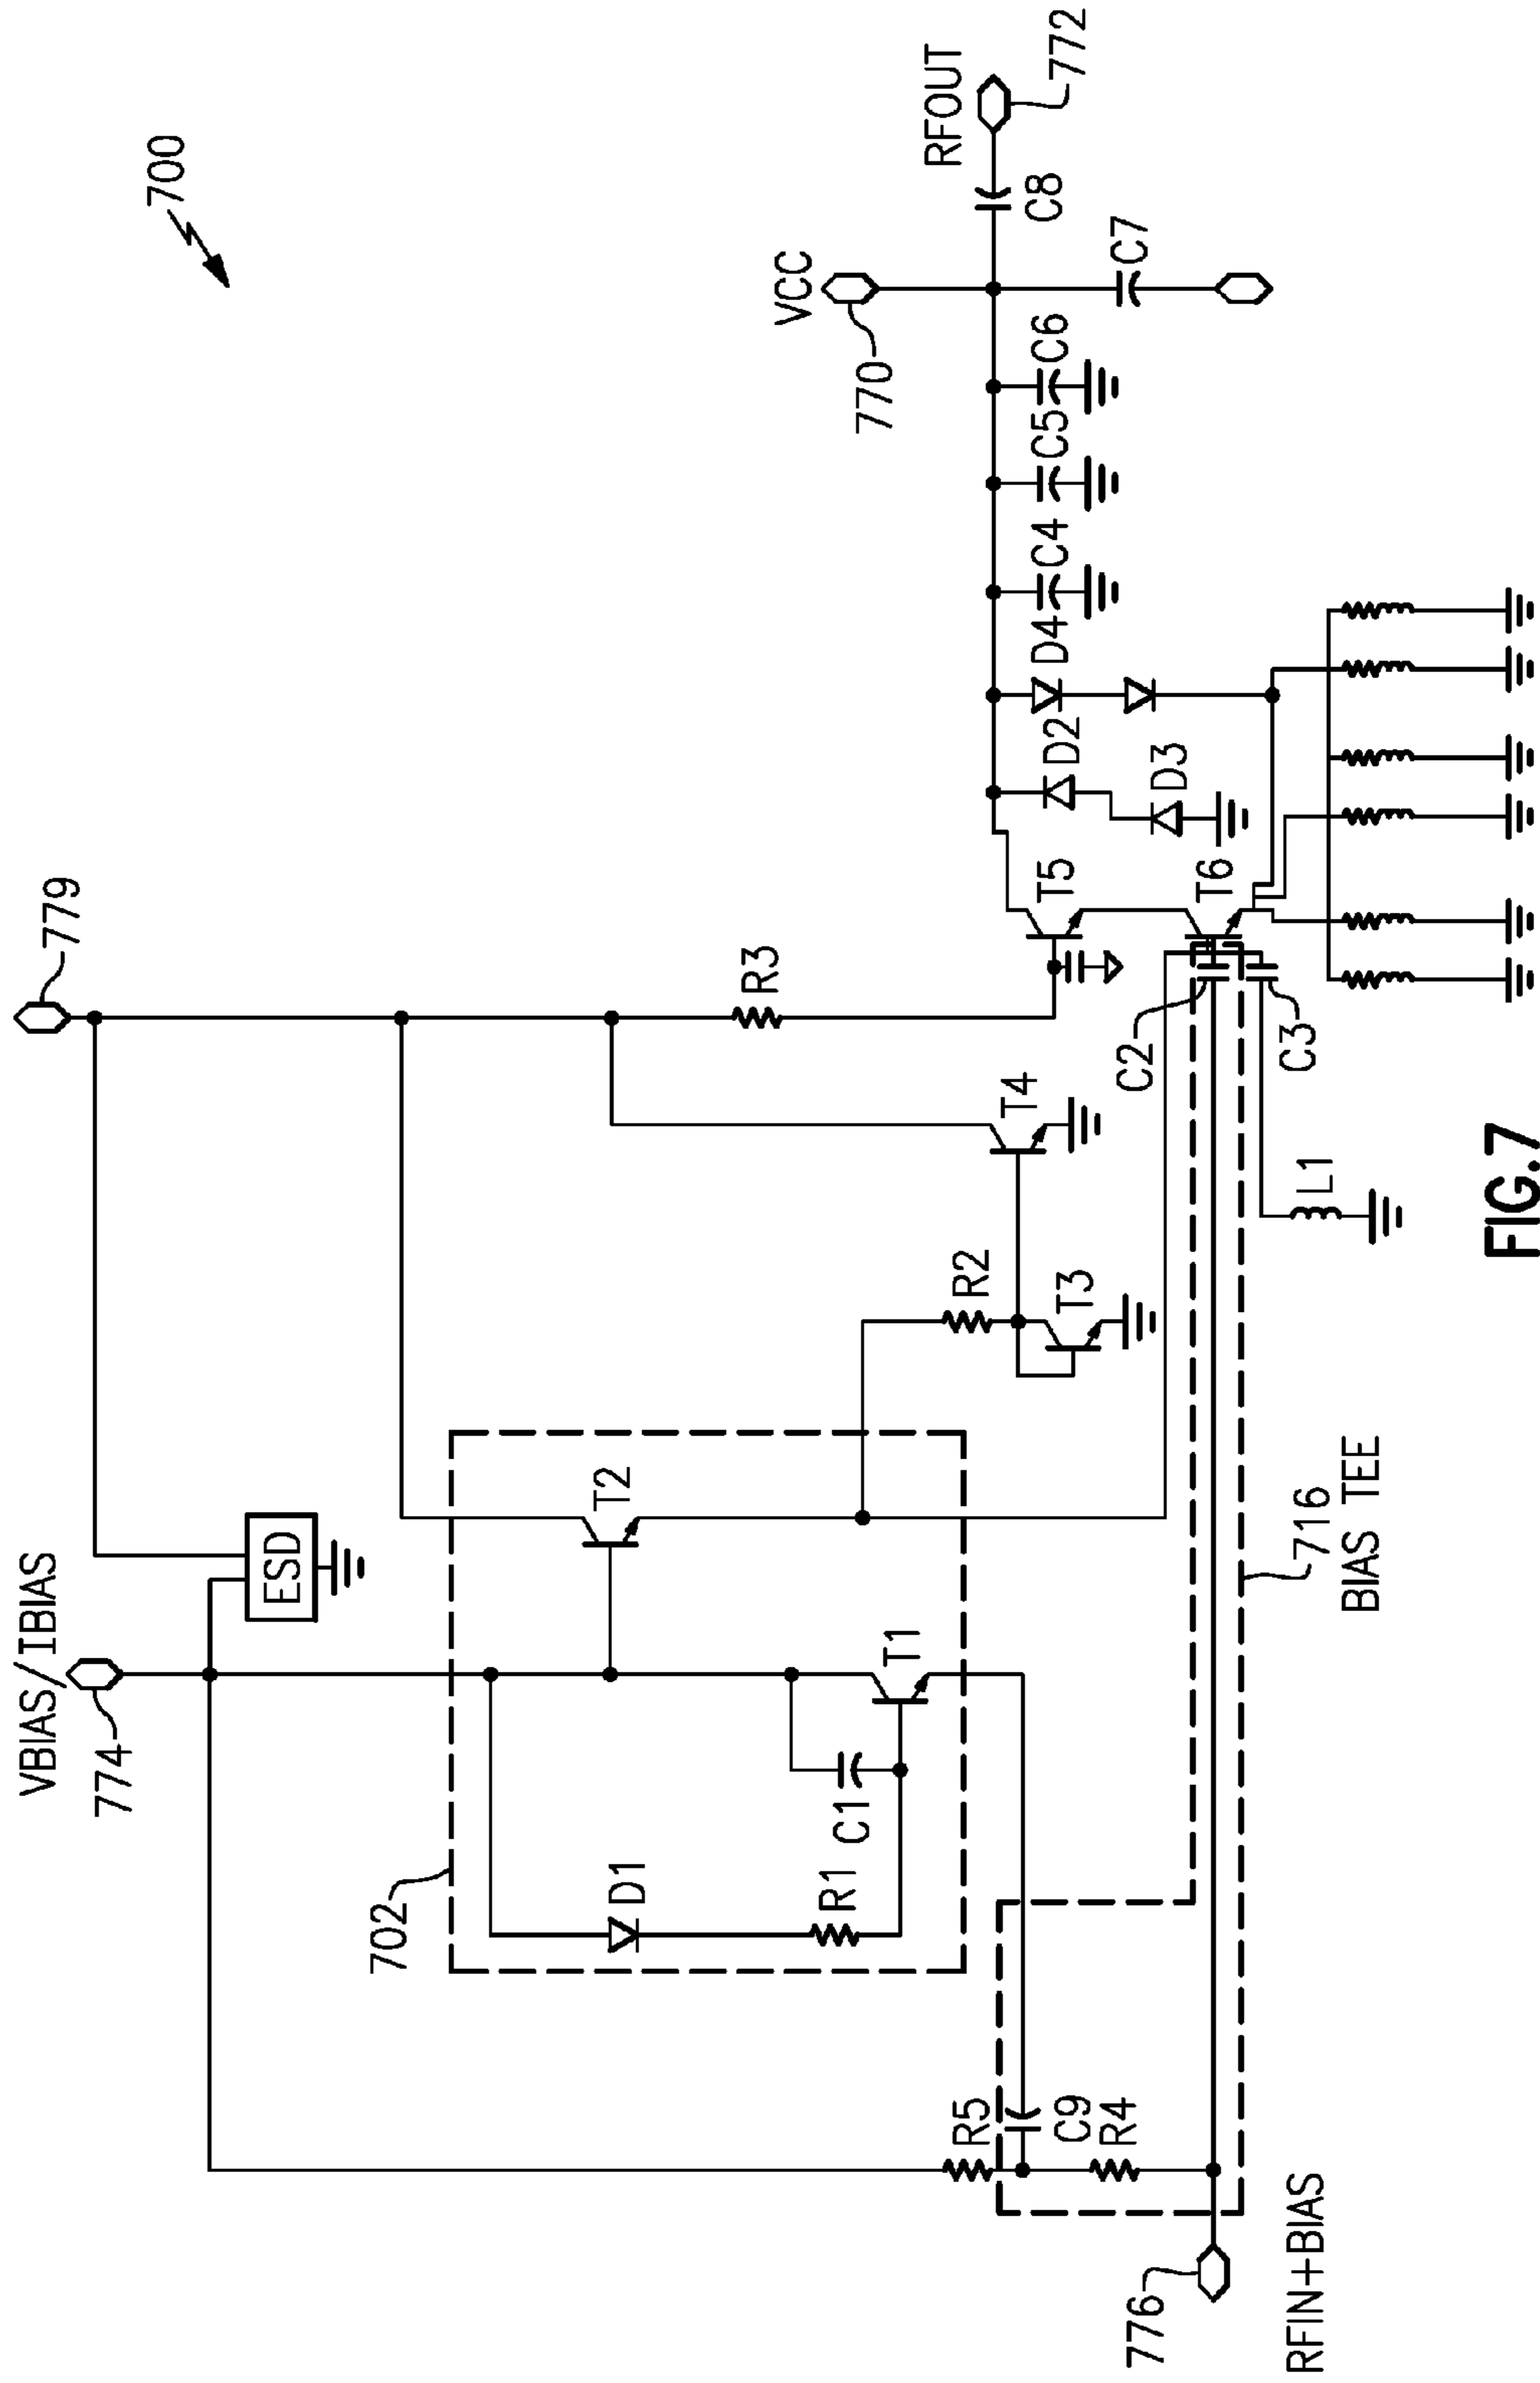 700
779
VBIAS/IBIAS
774
ESD
VCC
770
RFOUT
772
C8
C7
C6
C5
C4
D4
D2
D3
R3
T5
T6
C2
C3
T4
L1
R2
T3
702
T2
T1
C1
D1
R1
R5
C9
R4
716
BIAS TEE
776
RFIN+BIAS
FIG.7